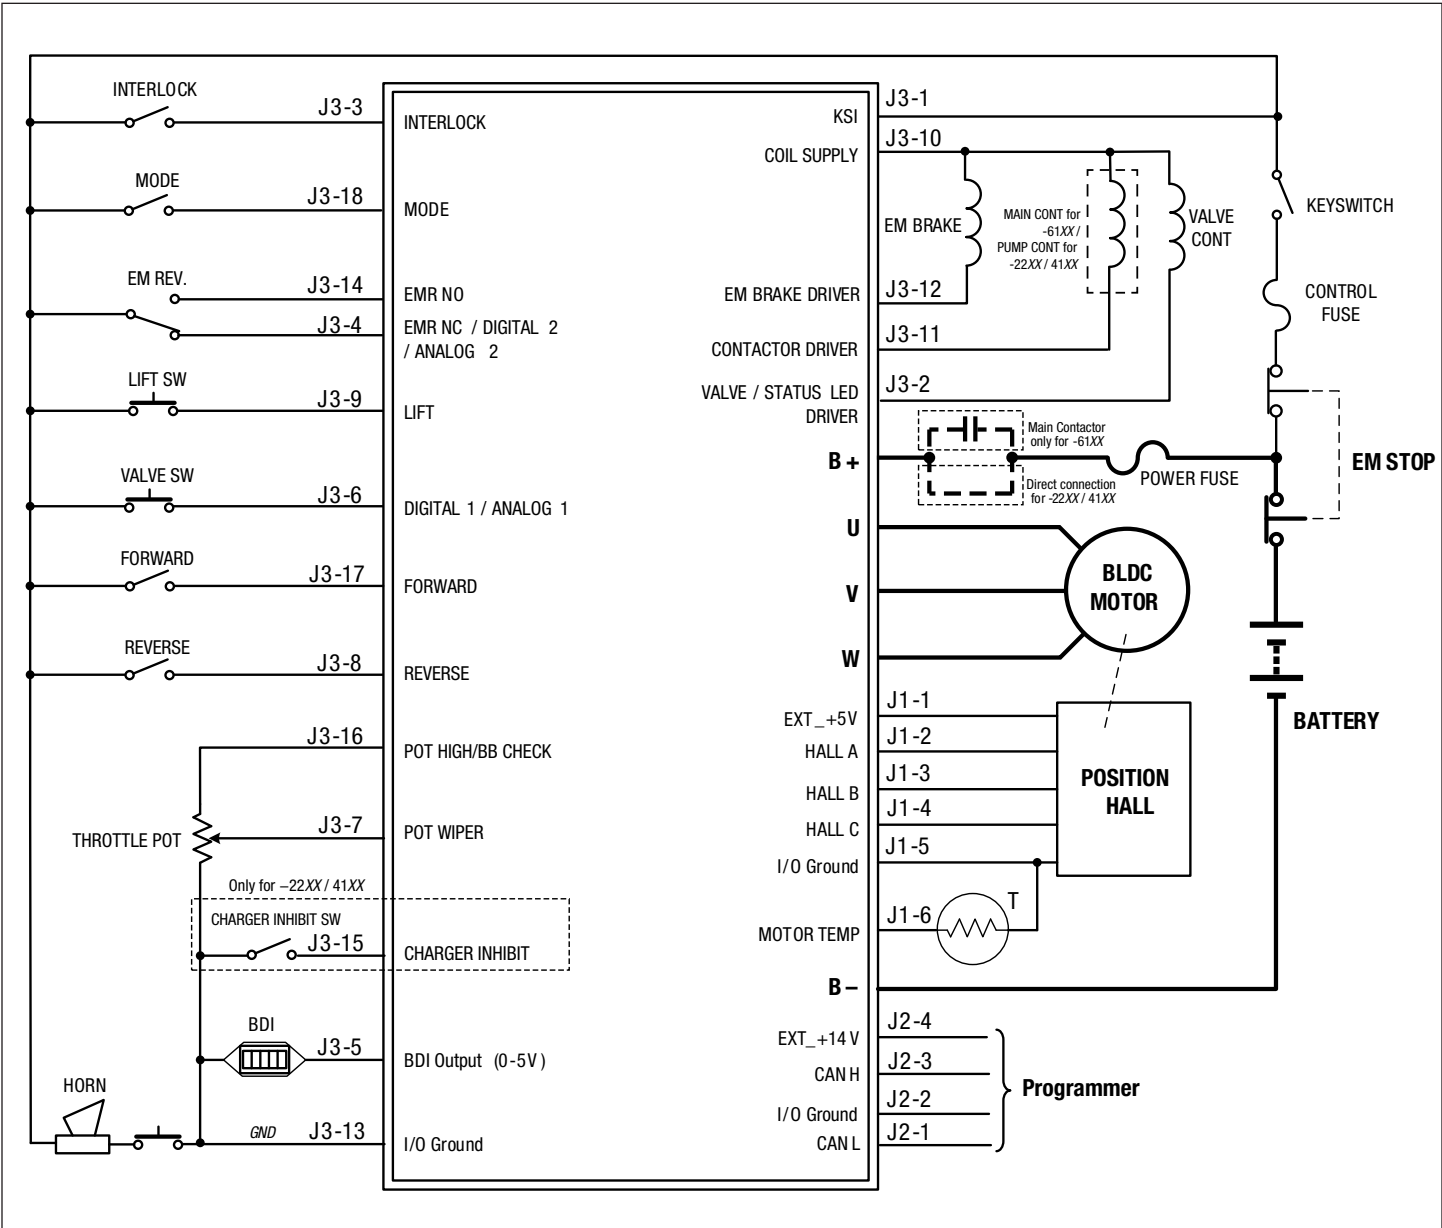 INTERLOCK
J3-3
INTERLOCK
MODE
J3-18
MODE
EM REV.
J3-14
EMR NO
J3-4
EMR NC / DIGITAL 2
/ ANALOG 2
LIFT SW
J3-9
LIFT
VALVE SW
J3-6
DIGITAL 1 / ANALOG 1
FORWARD
J3-17
FORWARD
REVERSE
J3-8
REVERSE
J3-16
POT HIGH/BB CHECK
THROTTLE POT
J3-7
POT WIPER
Only for –22XX / 41XX
CHARGER INHIBIT SW
J3-15
CHARGER INHIBIT
BDI
J3-5
BDI Output (0-5V)
HORN
GND
J3-13
I/O Ground
KSI
J3-1
COIL SUPPLY
J3-10
EM BRAKE
MAIN CONT for
-61XX /
PUMP CONT for
-22XX / 41XX
VALVE
CONT
KEYSWITCH
EM BRAKE DRIVER
J3-12
CONTROL
FUSE
CONTACTOR DRIVER
J3-11
VALVE / STATUS LED
DRIVER
J3-2
Main Contactor
only for -61XX
B+
POWER FUSE
EM STOP
Direct connection
for -22XX / 41XX
U
V
W
BLDC
MOTOR
BATTERY
EXT_+5V
J1-1
HALL A
J1-2
HALL B
J1-3
HALL C
J1-4
POSITION
HALL
I/O Ground
J1-5
MOTOR TEMP
J1-6
T
B–
EXT_+14V
J2-4
CAN H
J2-3
I/O Ground
J2-2
CAN L
J2-1
Programmer